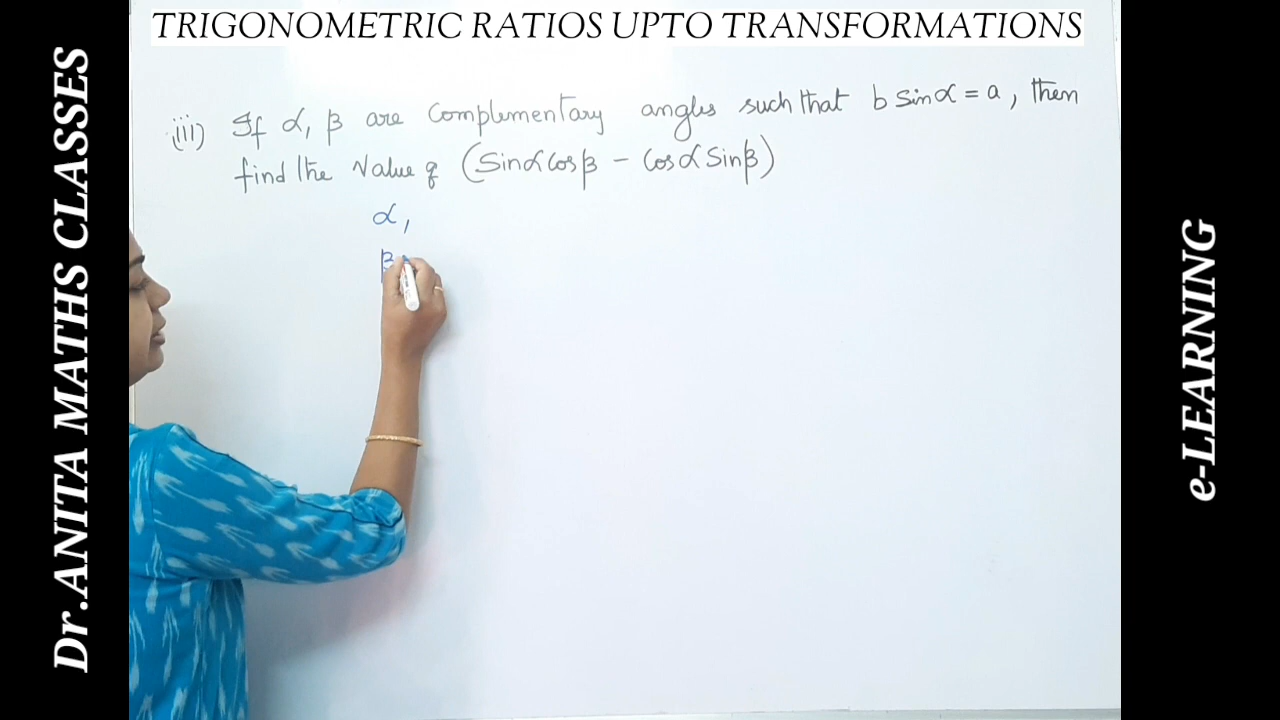 TRIGONOMETRIC RATIOS UPTO TRANSFORMATIONS
(iii) If α, β are complementary angles such that b sinα = a, then
find the value of (sinα cosβ − cosα sinβ)
α,
β
Dr.ANITA MATHS CLASSES
e-LEARNING